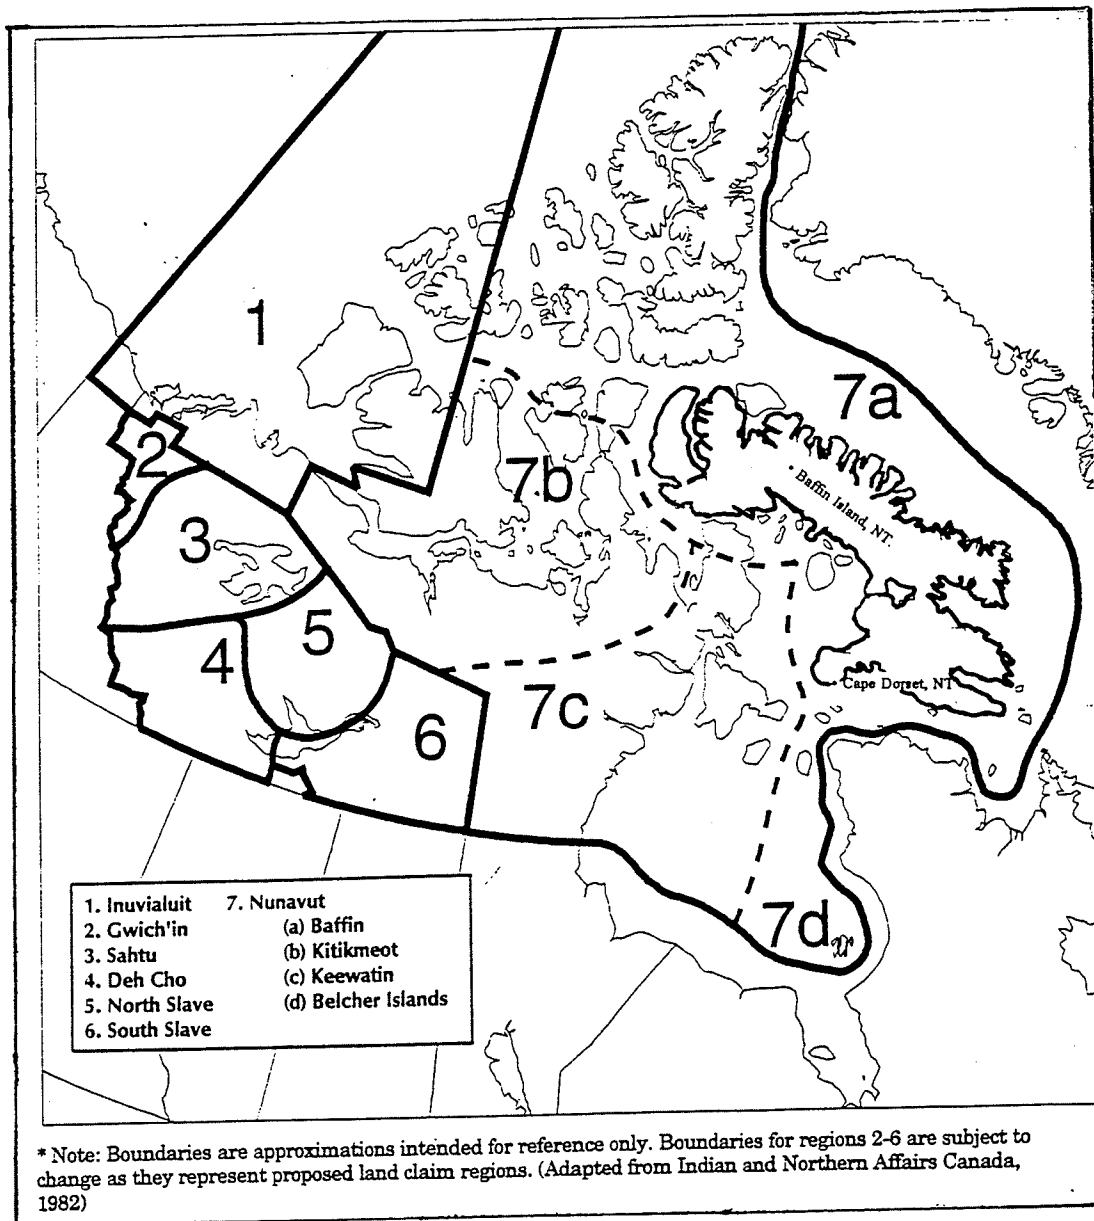 1
7a
2
7b
Baffin Island, NT.
3
5
4
Cape Dorset, NT
7c
6
7d
1. Inuvialuit
2. Gwich'in
3. Sahtu
4. Deh Cho
5. North Slave
6. South Slave
7. Nunavut
(a) Baffin
(b) Kitikmeot
(c) Keewatin
(d) Belcher Islands
* Note: Boundaries are approximations intended for reference only. Boundaries for regions 2-6 are subject to
change as they represent proposed land claim regions. (Adapted from Indian and Northern Affairs Canada,
1982)